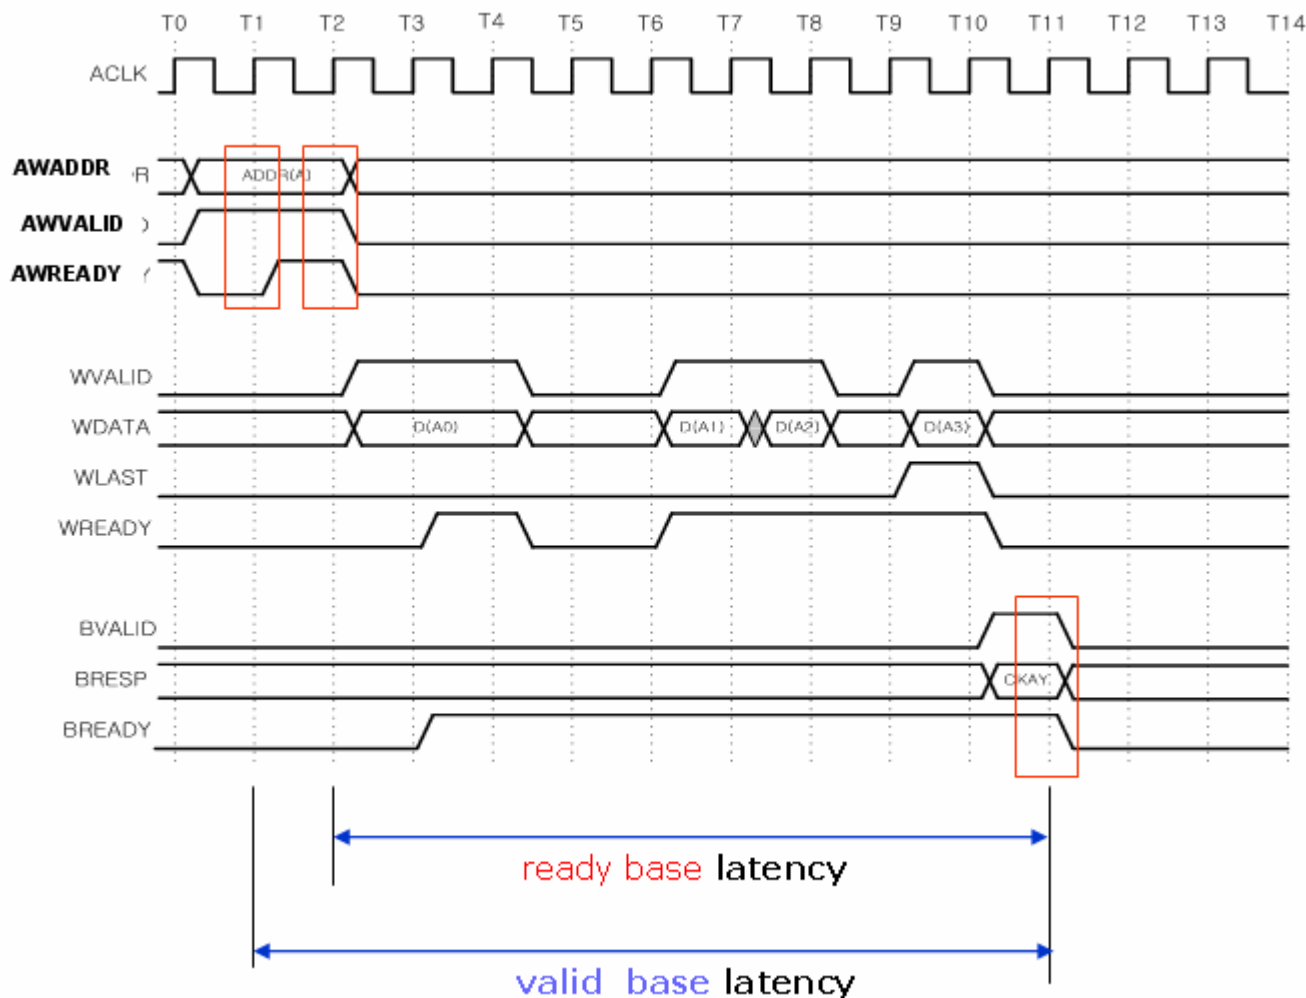 T0 T1 T2 T3 T4 T5 T6 T7 T8 T9 T10 T11 T12 T13 T14
ACLK
AWADDR R
ADDR(A)
AWVALID
AWREADY
WVALID
WDATA D(A0) D(A1) D(A2) D(A3)
WLAST
WREADY
BVALID
BRESP OKAY
BREADY
ready base latency
valid base latency